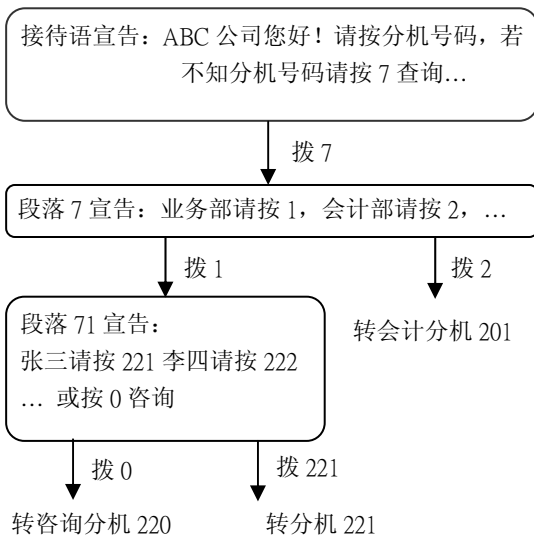 接待语宣告：ABC 公司您好！请按分机号码，若
不知分机号码请按 7 查询…
拨 7
段落 7 宣告：业务部请按 1，会计部请按 2，…
拨 1
拨 2
段落 71 宣告：
张三请按 221 李四请按 222
… 或按 0 咨询
转会计分机 201
拨 0
拨 221
转咨询分机 220
转分机 221